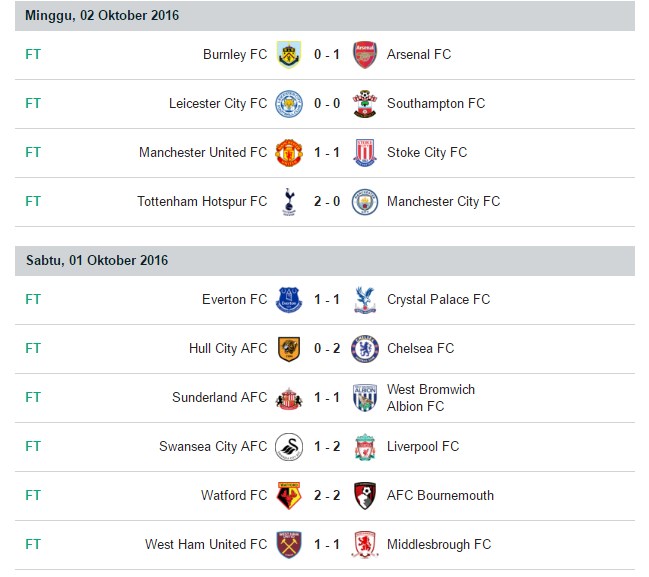 Minggu, 02 Oktober 2016
FT Burnley FC 0 - 1 Arsenal FC
FT Leicester City FC 0 - 0 Southampton FC
FT Manchester United FC 1 - 1 Stoke City FC
FT Tottenham Hotspur FC 2 - 0 Manchester City FC
Sabtu, 01 Oktober 2016
FT Everton FC 1 - 1 Crystal Palace FC
FT Hull City AFC 0 - 2 Chelsea FC
FT Sunderland AFC 1 - 1 West Bromwich
Albion FC
FT Swansea City AFC 1 - 2 Liverpool FC
FT Watford FC 2 - 2 AFC Bournemouth
FT West Ham United FC 1 - 1 Middlesbrough FC